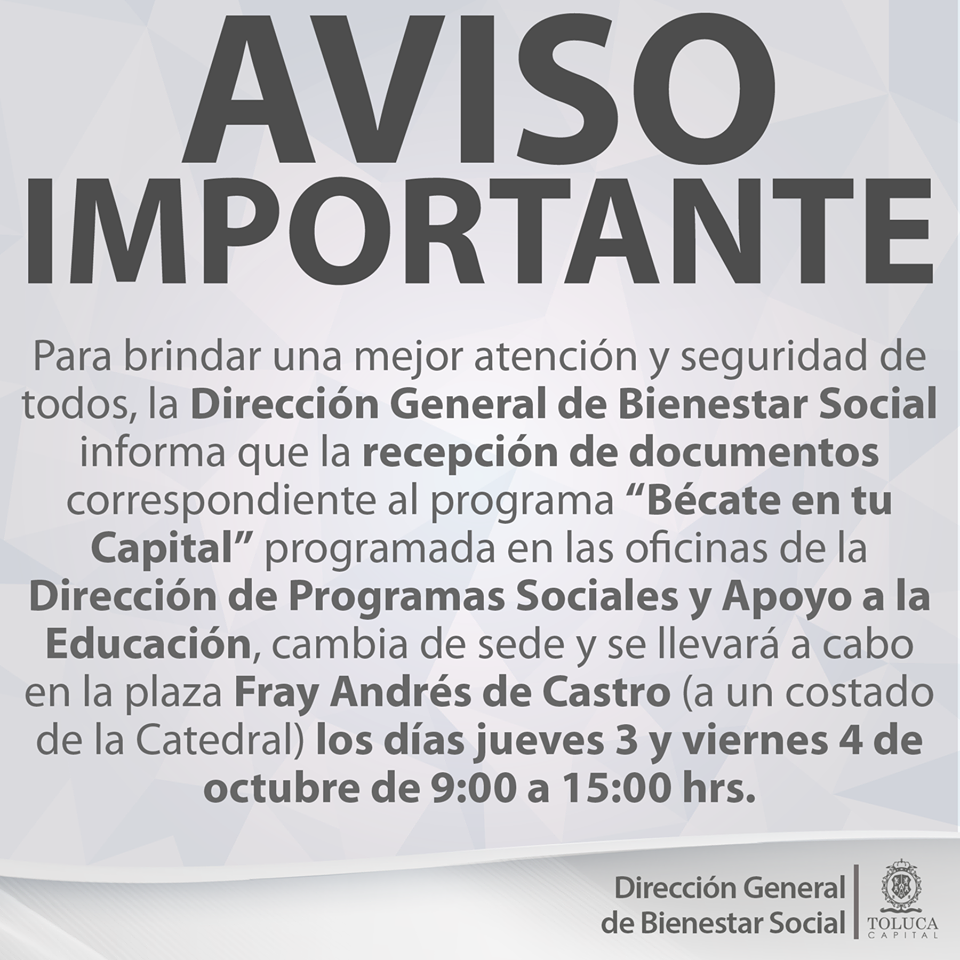 AVISO
IMPORTANTE
Para brindar una mejor atención y seguridad de
todos, la Dirección General de Bienestar Social
informa que la recepción de documentos
correspondiente al programa “Bécate en tu
Capital” programada en las oficinas de la
Dirección de Programas Sociales y Apoyo a la
Educación, cambia de sede y se llevará a cabo
en la plaza Fray Andrés de Castro (a un costado
de la Catedral) los días jueves 3 y viernes 4 de
octubre de 9:00 a 15:00 hrs.
Dirección General
de Bienestar Social
TOLUCA
CAPITAL